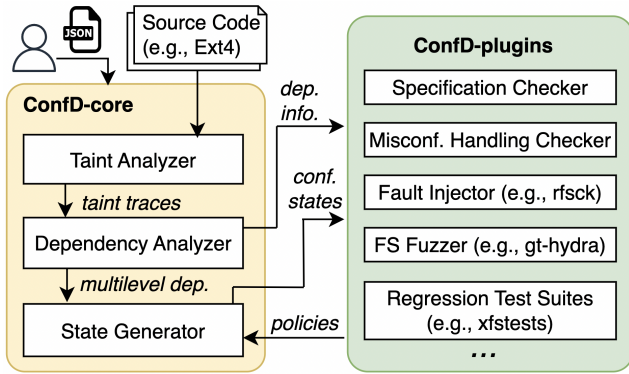 JSON
Source Code
(e.g., Ext4)
ConfD-core
Taint Analyzer
taint traces
Dependency Analyzer
multilevel dep.
State Generator
dep.
info.
conf.
states
policies
ConfD-plugins
Specification Checker
Misconf. Handling Checker
Fault Injector (e.g., rfsck)
FS Fuzzer (e.g., gt-hydra)
Regression Test Suites
(e.g., xfstests)
...